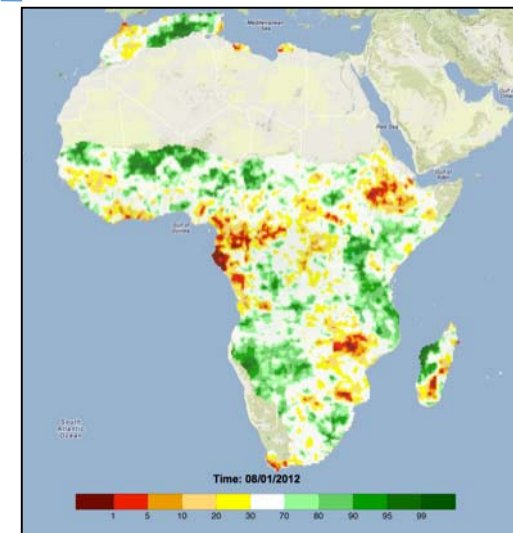 Mediterranean
Sea
Red Sea
Gulf of
Aden
Gulf of
Guinea
South
Atlantic
Ocean
Time: 08/01/2012
1 5 10 20 30 70 80 90 95 99